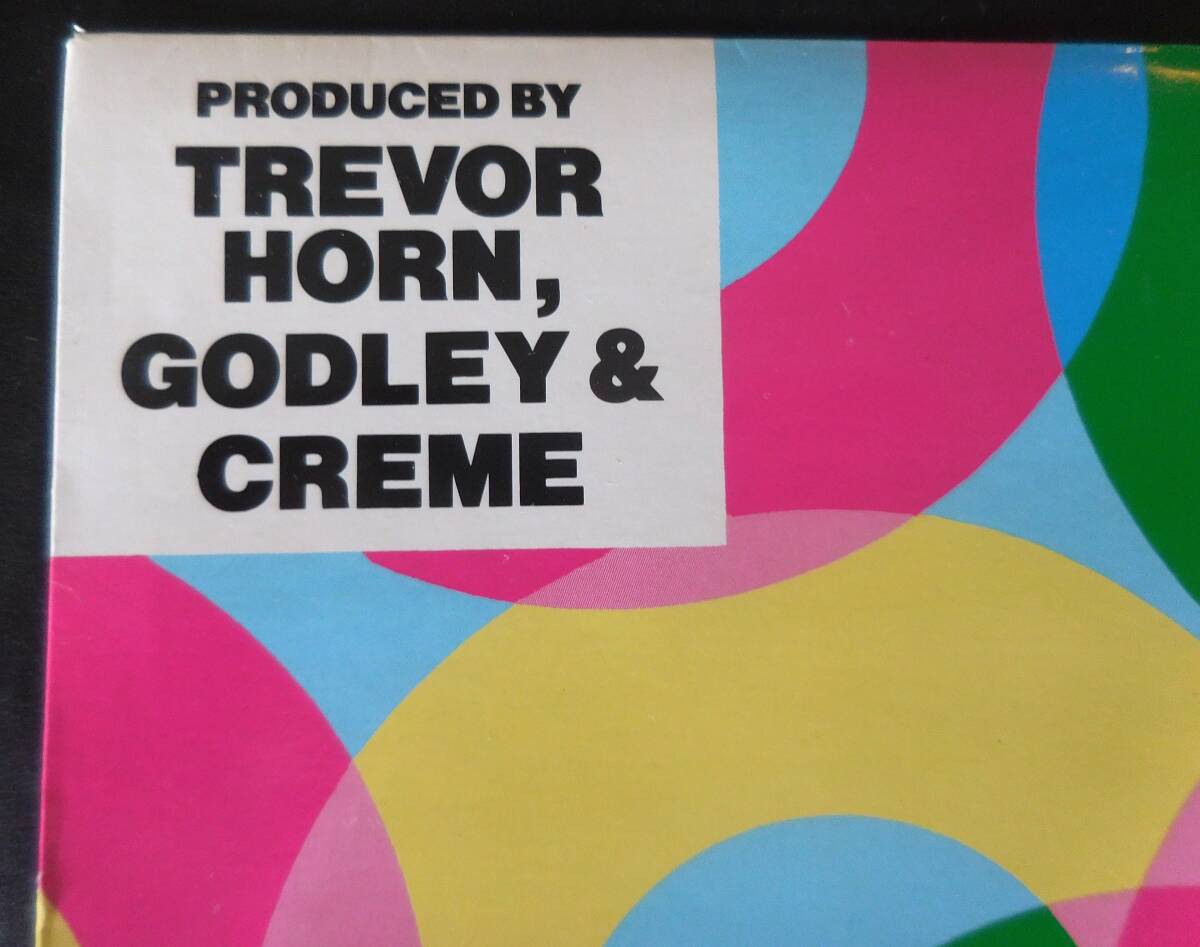 PRODUCED BY
TREVOR
HORN,
GODLEY &
CREME